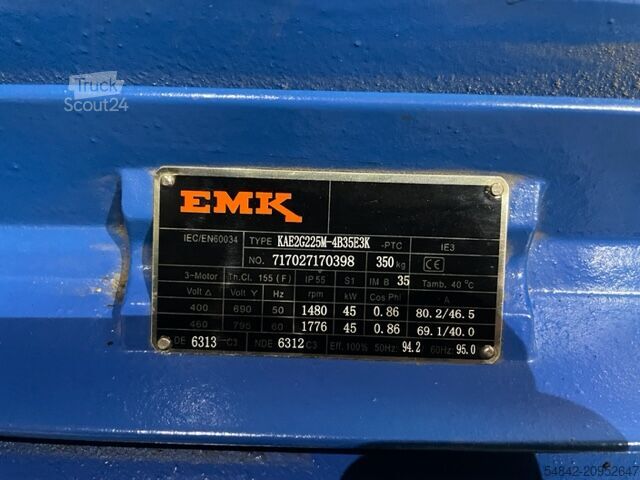 Truck
Scout24
EMK
IEC/EN60034 TYPE KAE2G225M-4B35E3K -PTC IE3
NO. 717027170398 350 kg CE
3-Motor Th.Cl. 155 (F) IP 55 S1 IM B 35 Tamb. 40 °C
Volt △ Volt Y Hz rpm kW Cos Phi A
400 690 50 1480 45 0.86 80.2/46.5
460 795 60 1776 45 0.86 69.1/40.0
DE 6313-C3 NDE 6312 C3 Eff.100% 50Hz: 94.2 60Hz: 95.0
54842-20952647